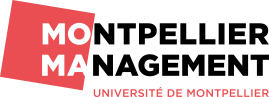 MONTPELLIER
MANAGEMENT
UNIVERSITÉ DE MONTPELLIER